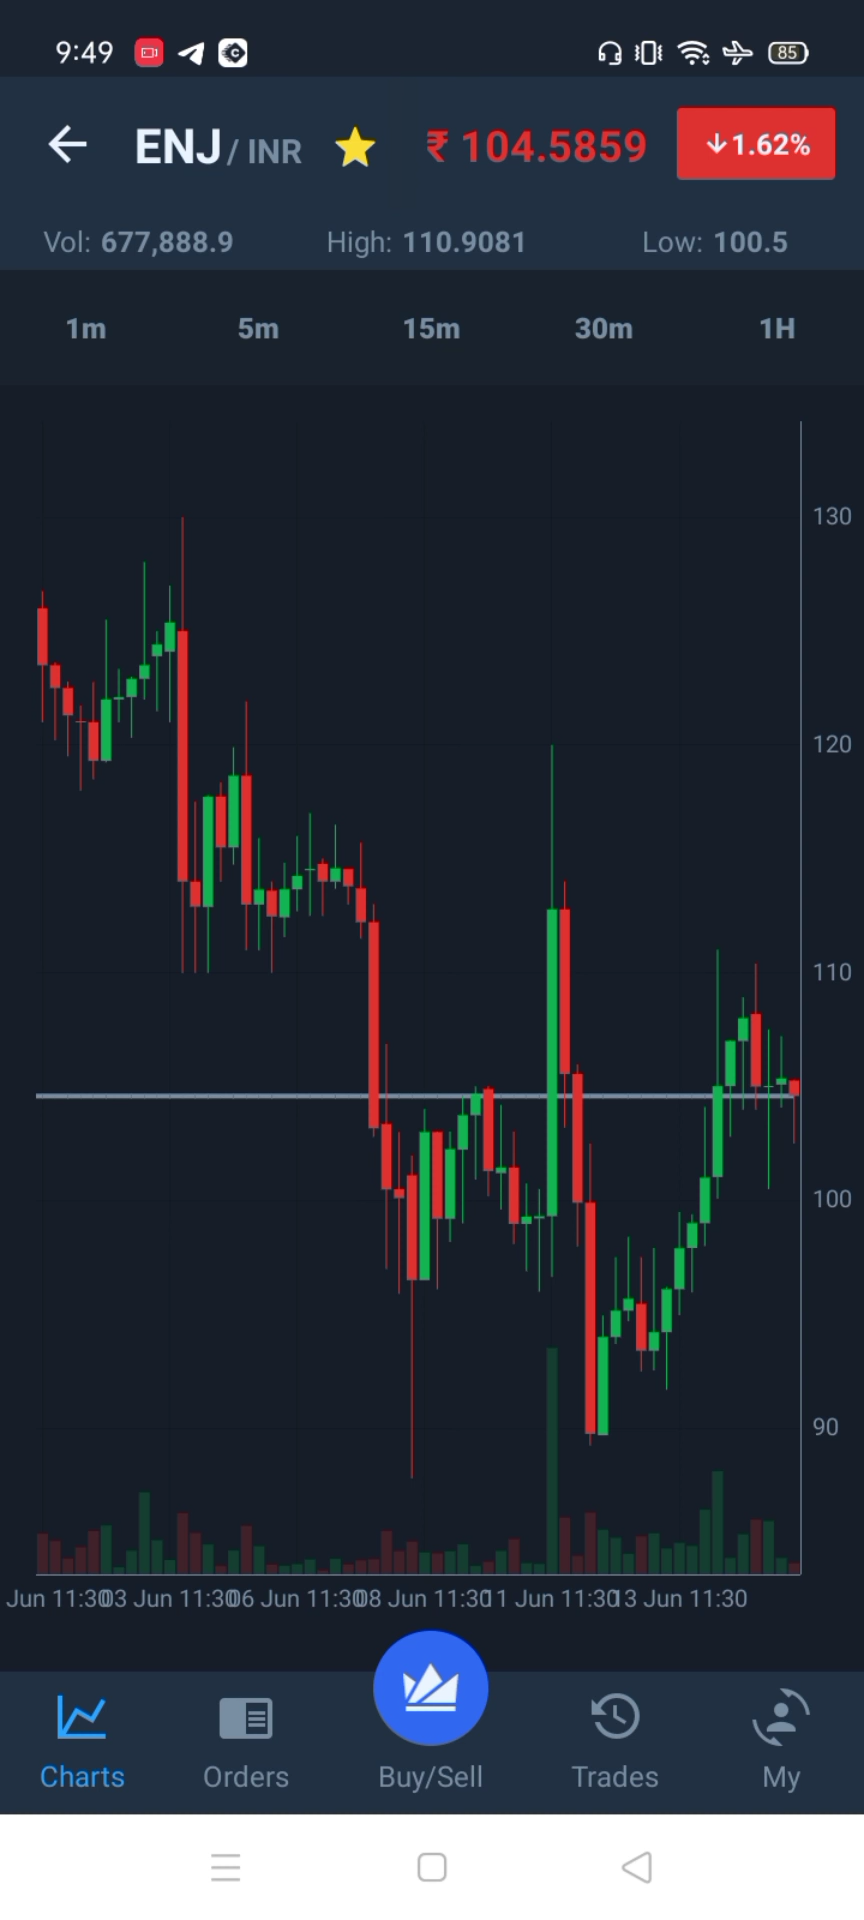 9:49 85
ENJ / INR ₹ 104.5859 ↓1.62%
Vol: 677,888.9 High: 110.9081 Low: 100.5
1m 5m 15m 30m 1H
130
120
110
100
90
Jun 11:30 03 Jun 11:30 06 Jun 11:30 08 Jun 11:30 11 Jun 11:30 13 Jun 11:30
Charts Orders Buy/Sell Trades My